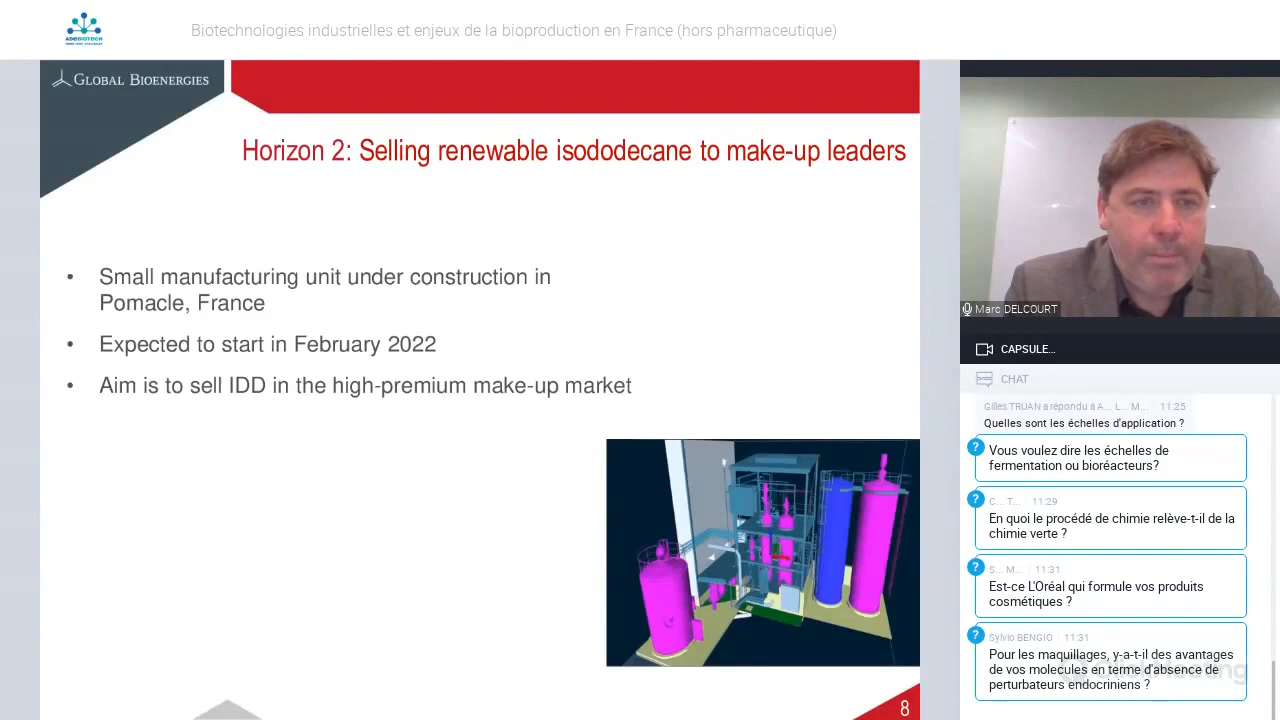 ADEBIOTECH
Biotechnologies industrielles et enjeux de la bioproduction en France (hors pharmaceutique)
GLOBAL BIOENERGIES
Horizon 2: Selling renewable isododecane to make-up leaders
• Small manufacturing unit under construction in
Pomacle, France
• Expected to start in February 2022
• Aim is to sell IDD in the high-premium make-up market
8
Marc DELCOURT
CAPSULE...
CHAT
Gilles TRUAN a répondu à A... L... M... 11:25
Quelles sont les échelles d'application ?
?
Vous voulez dire les échelles de
fermentation ou bioréacteurs?
?
C... T... 11:29
En quoi le procédé de chimie relève-t-il de la
chimie verte ?
?
S... M... 11:31
Est-ce L'Oréal qui formule vos produits
cosmétiques ?
?
Sylvio BENGIO 11:31
Pour les maquillages, y-a-t-il des avantages
de vos molecules en terme d'absence de
perturbateurs endocriniens ?